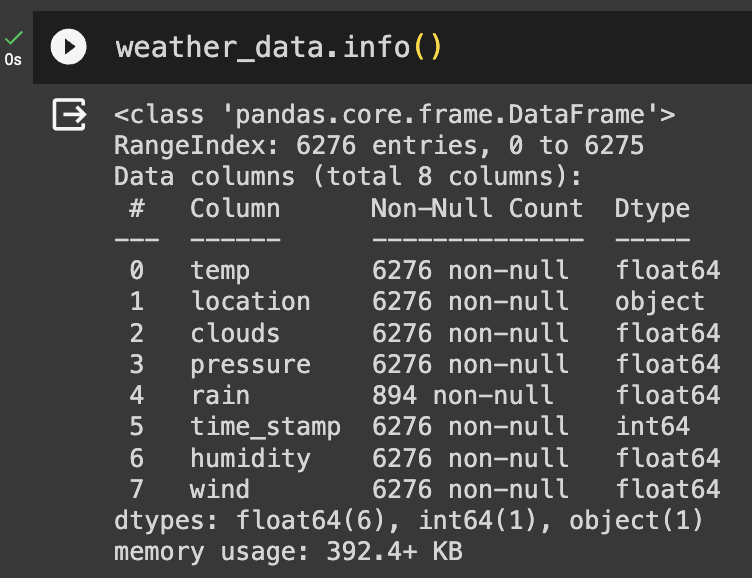 weather_data.info()
0s
<class 'pandas.core.frame.DataFrame'>
RangeIndex: 6276 entries, 0 to 6275
Data columns (total 8 columns):
 #   Column      Non-Null Count  Dtype
---  ------      --------------  -----
 0   temp        6276 non-null   float64
 1   location    6276 non-null   object
 2   clouds      6276 non-null   float64
 3   pressure    6276 non-null   float64
 4   rain        894 non-null    float64
 5   time_stamp  6276 non-null   int64
 6   humidity    6276 non-null   float64
 7   wind        6276 non-null   float64
dtypes: float64(6), int64(1), object(1)
memory usage: 392.4+ KB